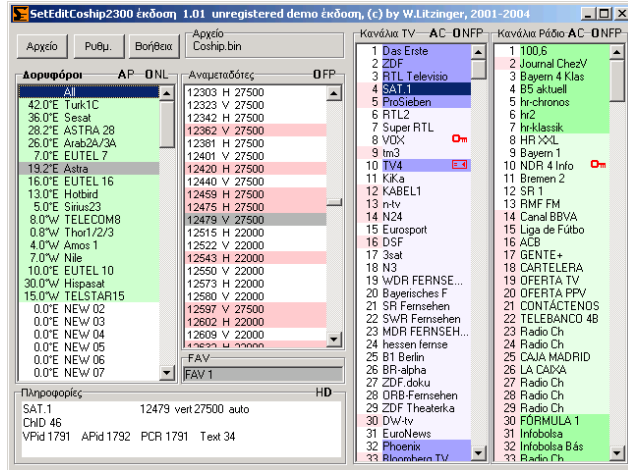 SetEditCoship2300 έκδοση 1.01 unregistered demo έκδοση, (c) by W.Litzinger, 2001-2004
Αρχείο Ρυθμ. Βοήθεια
Αρχείο
Coship.bin
Δορυφόροι AP ONL
All
42.0°E Turk1C
36.0°E Sesat
28.2°E ASTRA 28
26.0°E Arab2A/3A
7.0°E EUTEL 7
19.2°E Astra
16.0°E EUTEL 16
13.0°E Hotbird
5.0°E Sirius23
8.0°W TELECOM8
0.8°W Thor1/2/3
4.0°W Amos 1
7.0°W Nile
10.0°E EUTEL 10
30.0°W Hispasat
15.0°W TELSTAR15
0.0°E NEW 02
0.0°E NEW 03
0.0°E NEW 04
0.0°E NEW 05
0.0°E NEW 06
0.0°E NEW 07
Αναμεταδότες OFP
12303 H 27500
12323 V 27500
12342 H 27500
12362 V 27500
12381 H 27500
12401 V 27500
12420 H 27500
12440 V 27500
12459 H 27500
12475 H 27500
12479 V 27500
12515 H 22000
12522 V 22000
12543 H 22000
12550 V 22000
12573 H 22000
12580 V 22000
12597 V 27500
12602 H 22000
12609 V 22000
12633 H 22000
FAV
FAV 1
Πληροφορίες HD
SAT.1 12479 vert 27500 auto
ChID 46
VPid 1791 APid 1792 PCR 1791 Text 34
Κανάλια TV AC ONFP
1 Das Erste
2 ZDF
3 RTL Televisio
4 SAT.1
5 ProSieben
6 RTL2
7 Super RTL
8 VOX
9 tm3
10 TV4
11 KiKa
12 KABEL1
13 n-tv
14 N24
15 Eurosport
16 DSF
17 3sat
18 N3
19 WDR FERNSE...
20 Bayerisches F
21 SR Fernsehen
22 SWR Fernsehen
23 MDR FERNSEH...
24 hessen fernse
25 B1 Berlin
26 BR-alpha
27 ZDF.doku
28 ORB-Fernsehen
29 ZDF Theaterka
30 DW-tv
31 EuroNews
32 Phoenix
33 Bloomberg TV
Κανάλια Ράδιο AC ONFP
1 100,6
2 Journal ChezV
3 Bayern 4 Klas
4 B5 aktuell
5 hr-chronos
6 hr2
7 hr-klassik
8 HR XXL
9 Bayern 1
10 NDR 4 Info
11 Bremen 2
12 SR 1
13 RMF FM
14 Canal BBVA
15 Liga de Fútbo
16 ACB
17 GENTE+
18 CARTELERA
19 OFERTA TV
20 OFERTA PPV
21 CONTÁCTENOS
22 TELEBANCO 4B
23 Radio Ch
24 Radio Ch
25 CAJA MADRID
26 LA CAIXA
27 Radio Ch
28 Radio Ch
29 Radio Ch
30 FÓRMULA 1
31 Infobolsa
32 Infobolsa Bás
33 Radio Ch